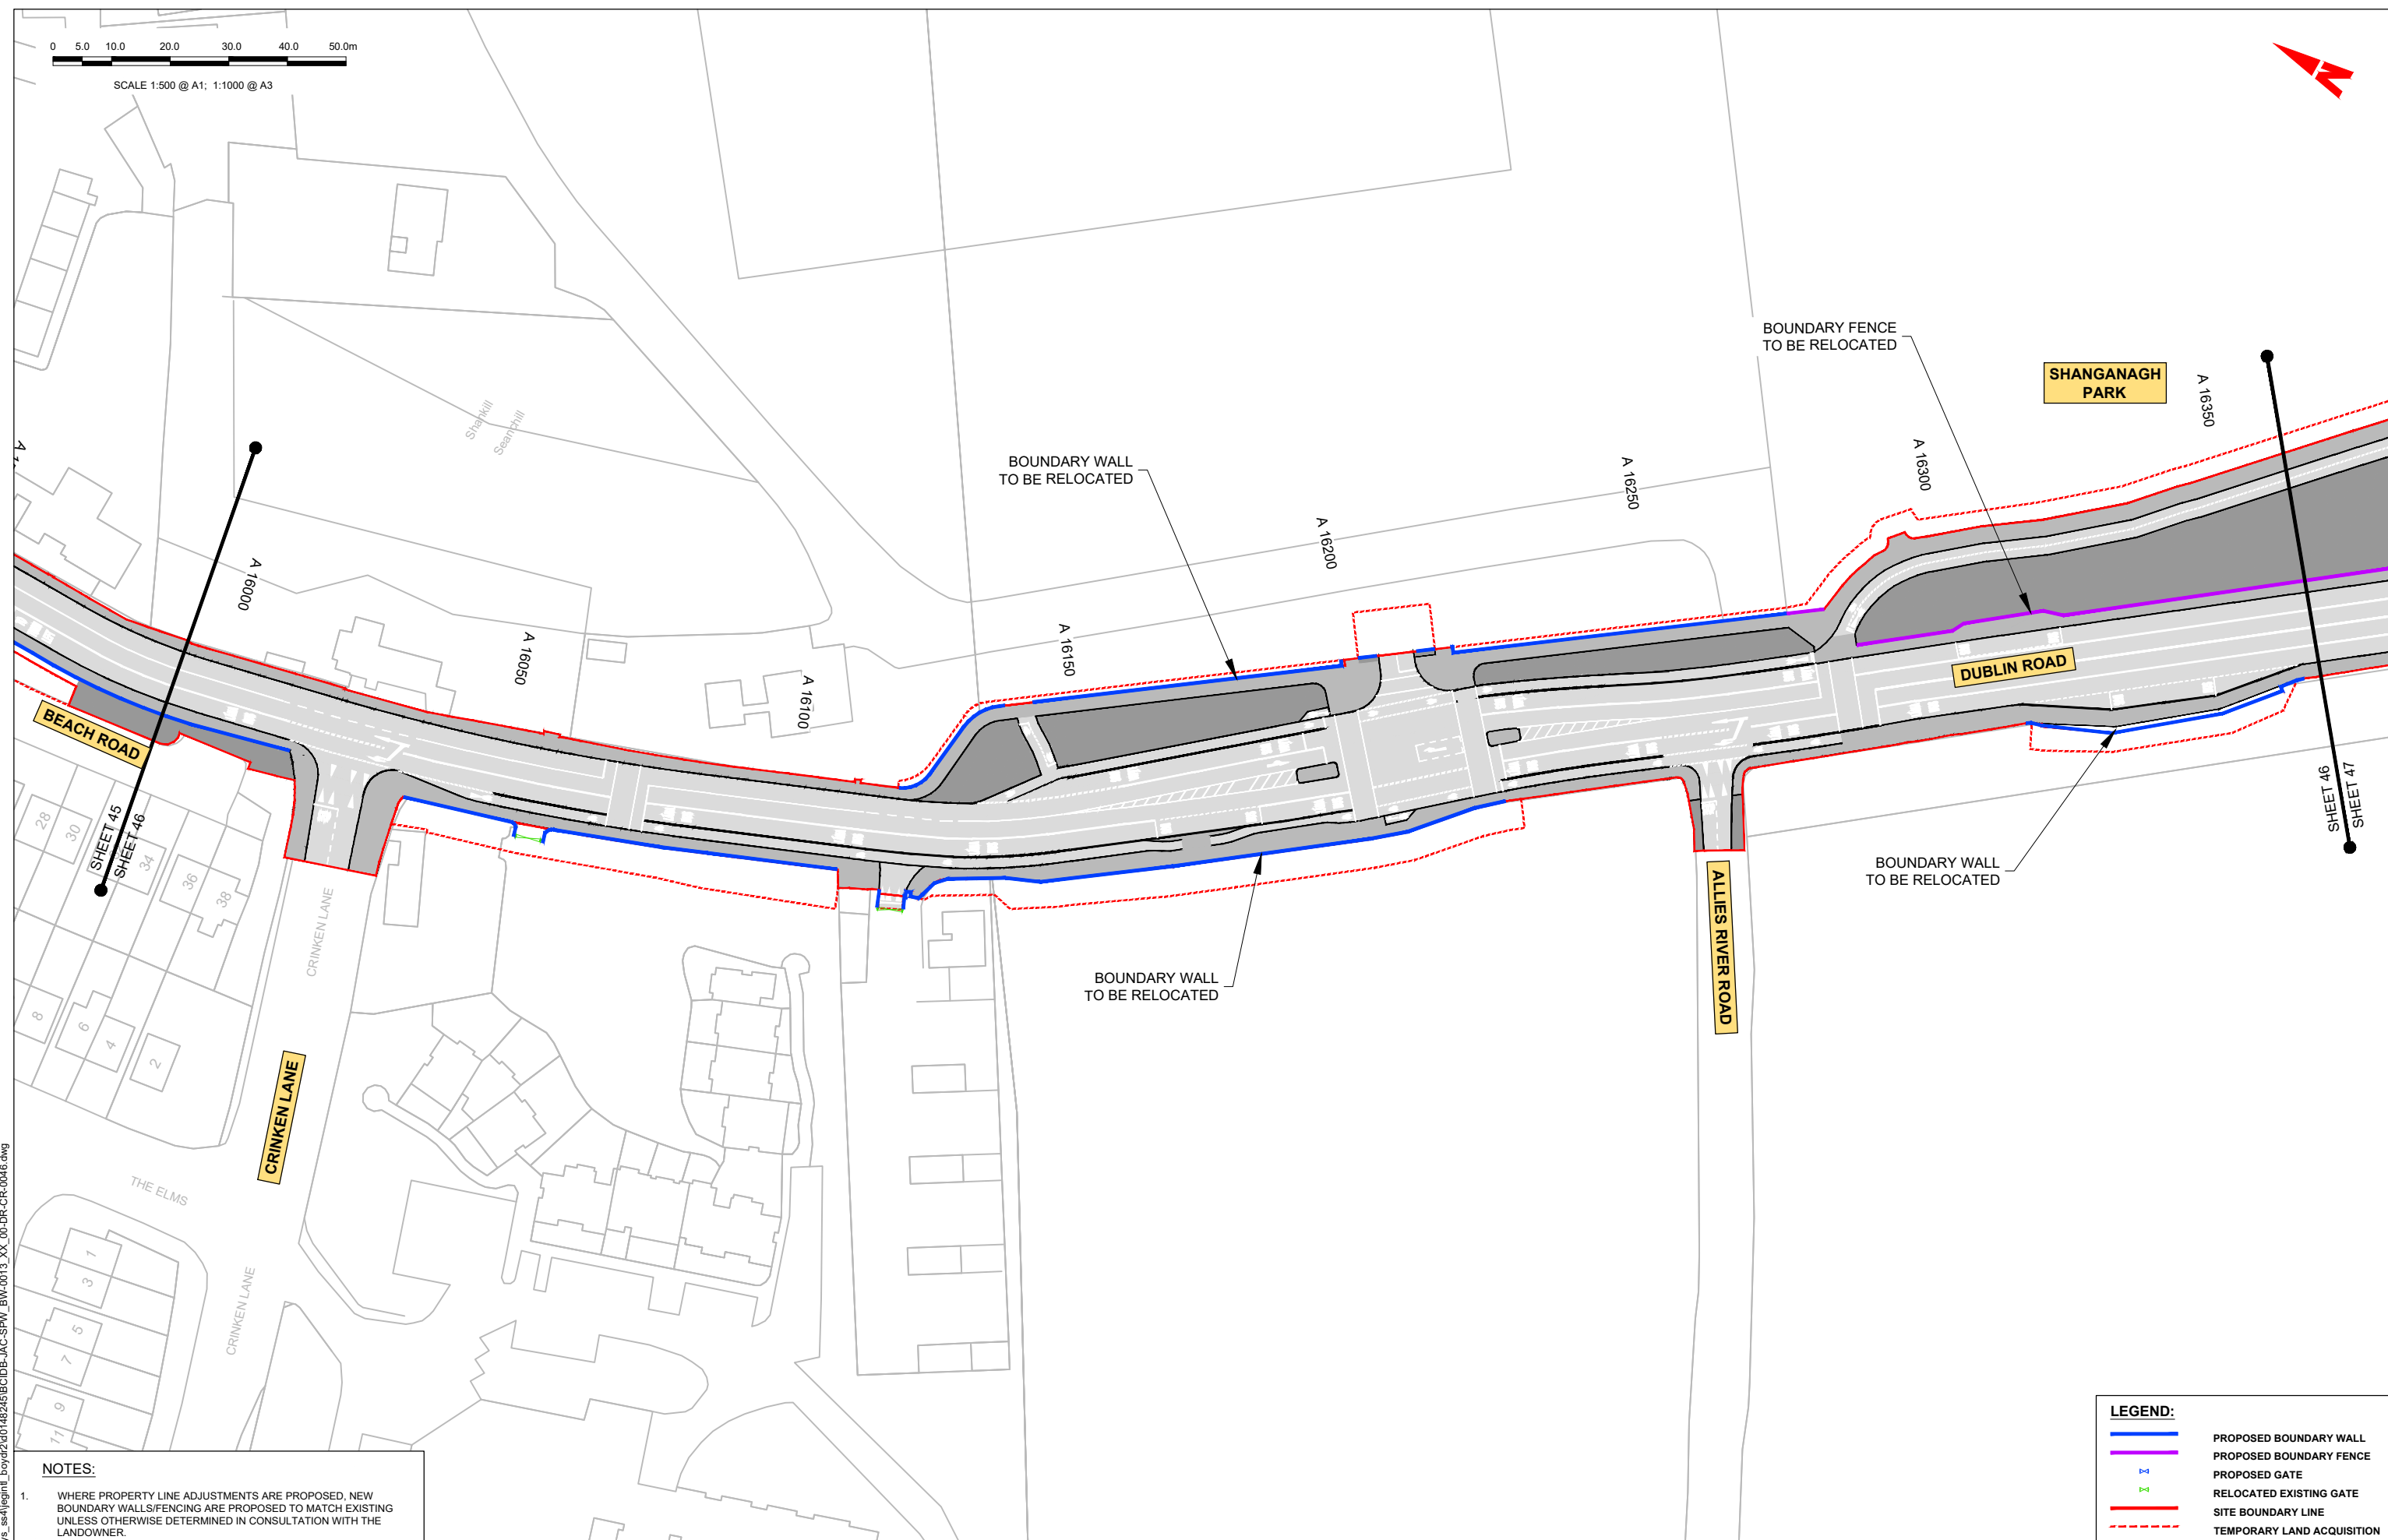 0 5.0 10.0 20.0 30.0 40.0 50.0m
SCALE 1:500 @ A1; 1:1000 @ A3
N
BOUNDARY FENCE
TO BE RELOCATED
SHANGANAGH
PARK
A 16350
Shankill
Seanchill
BOUNDARY WALL
TO BE RELOCATED
A 16300
A 16250
A 16200
A 16000
A 16050
A 16150
A 16100
DUBLIN ROAD
BEACH ROAD
SHEET 45
SHEET 46
SHEET 46
SHEET 47
28
30
34
36
38
BOUNDARY WALL
TO BE RELOCATED
CRINKEN LANE
ALLIES RIVER ROAD
BOUNDARY WALL
TO BE RELOCATED
8
6
4
2
CRINKEN LANE
THE ELMS
CRINKEN LANE
1
3
5
7
9
11
NOTES:
1. WHERE PROPERTY LINE ADJUSTMENTS ARE PROPOSED, NEW
BOUNDARY WALLS/FENCING ARE PROPOSED TO MATCH EXISTING
UNLESS OTHERWISE DETERMINED IN CONSULTATION WITH THE
LANDOWNER.
LEGEND:
PROPOSED BOUNDARY WALL
PROPOSED BOUNDARY FENCE
PROPOSED GATE
RELOCATED EXISTING GATE
SITE BOUNDARY LINE
TEMPORARY LAND ACQUISITION